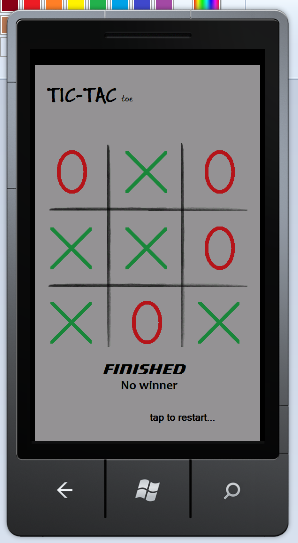 TIC-TAC toe
O X O
X X O
X O X
FINISHED
No winner
tap to restart...